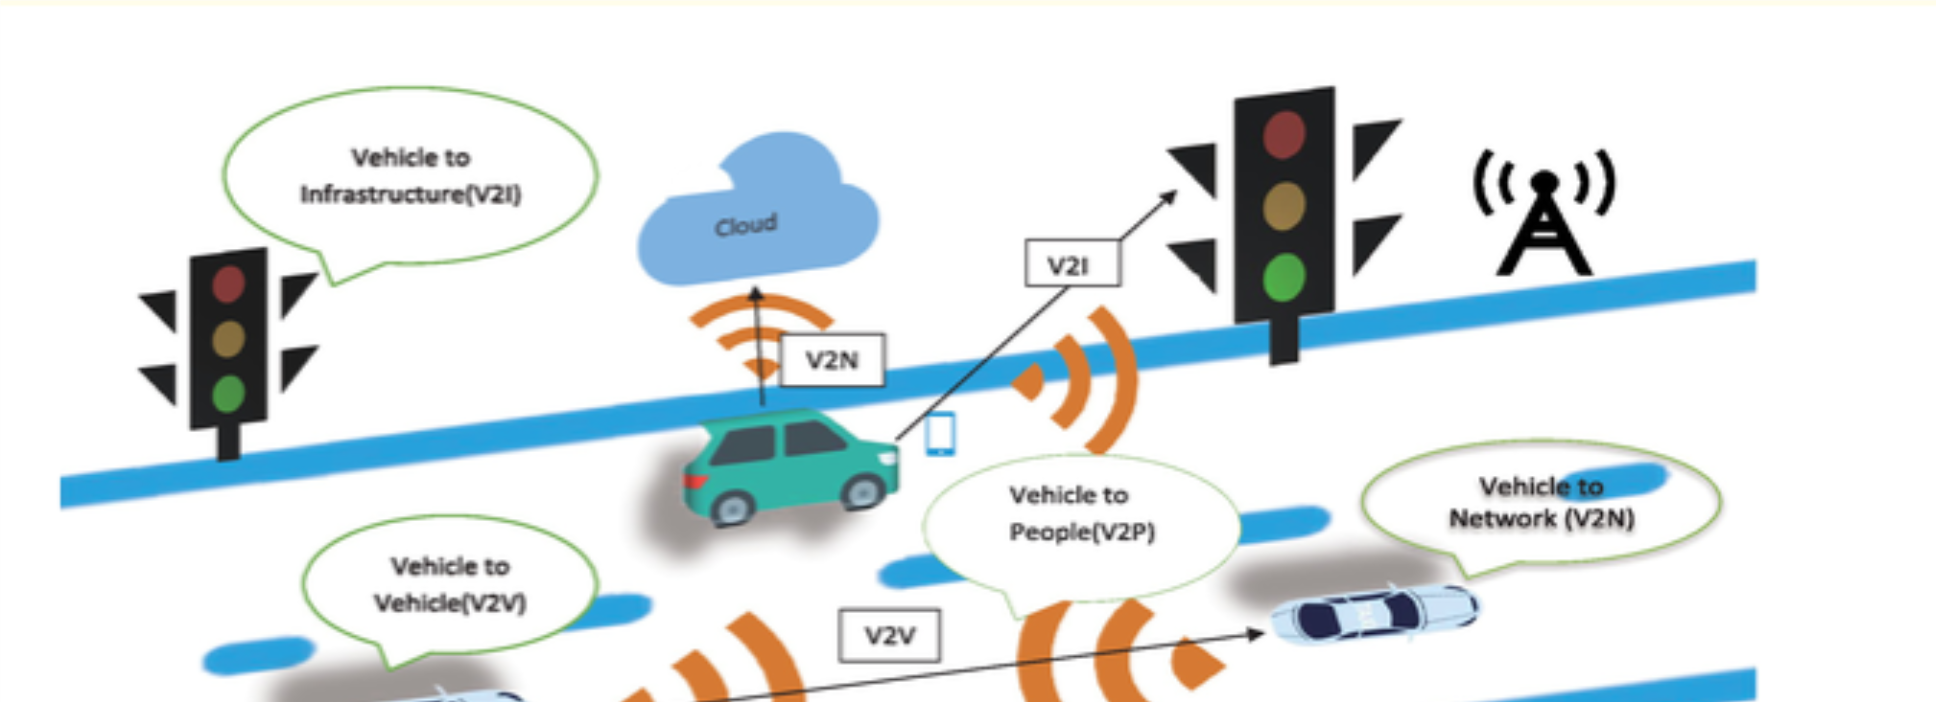 Vehicle to
Infrastructure(V2I)
Cloud
V2I
V2N
Vehicle to
People(V2P)
Vehicle to
Network (V2N)
Vehicle to
Vehicle(V2V)
V2V